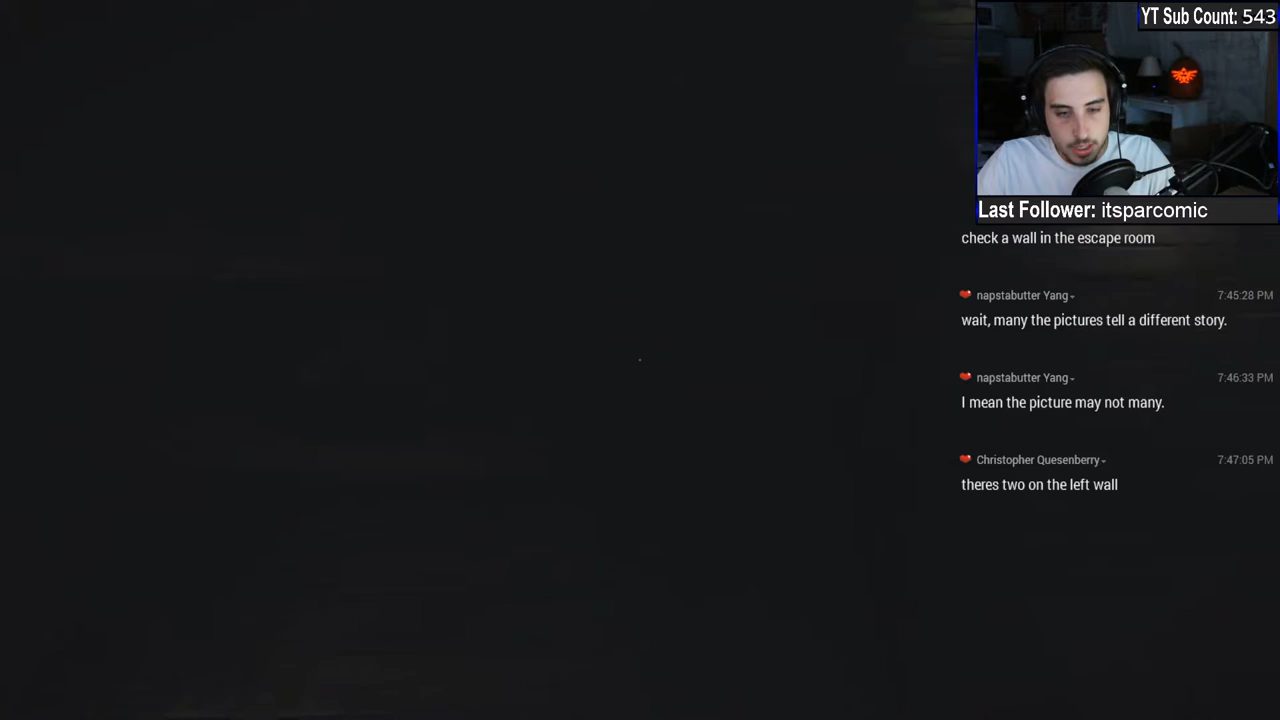 YT Sub Count: 543
Last Follower: itsparcomic
check a wall in the escape room
napstabutter Yang 7:45:28 PM
wait, many the pictures tell a different story.
napstabutter Yang 7:46:33 PM
I mean the picture may not many.
Christopher Quesenberry 7:47:05 PM
theres two on the left wall